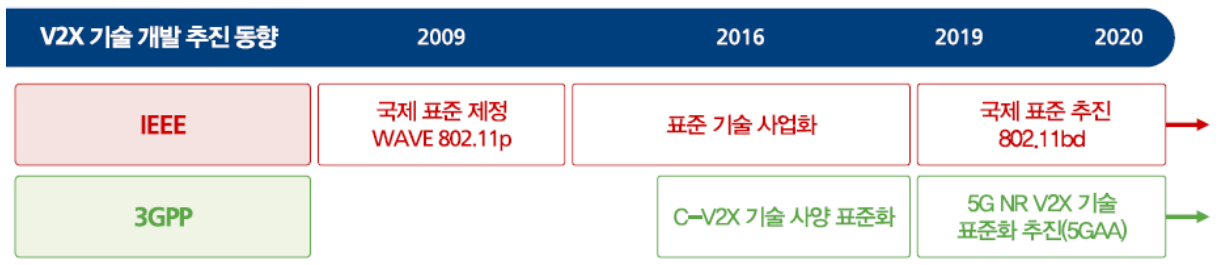 V2X 기술 개발 추진 동향 2009 2016 2019 2020
IEEE
국제 표준 제정
WAVE 802.11p
표준 기술 사업화
국제 표준 추진
802.11bd
3GPP
C-V2X 기술 사양 표준화
5G NR V2X 기술
표준화 추진(5GAA)